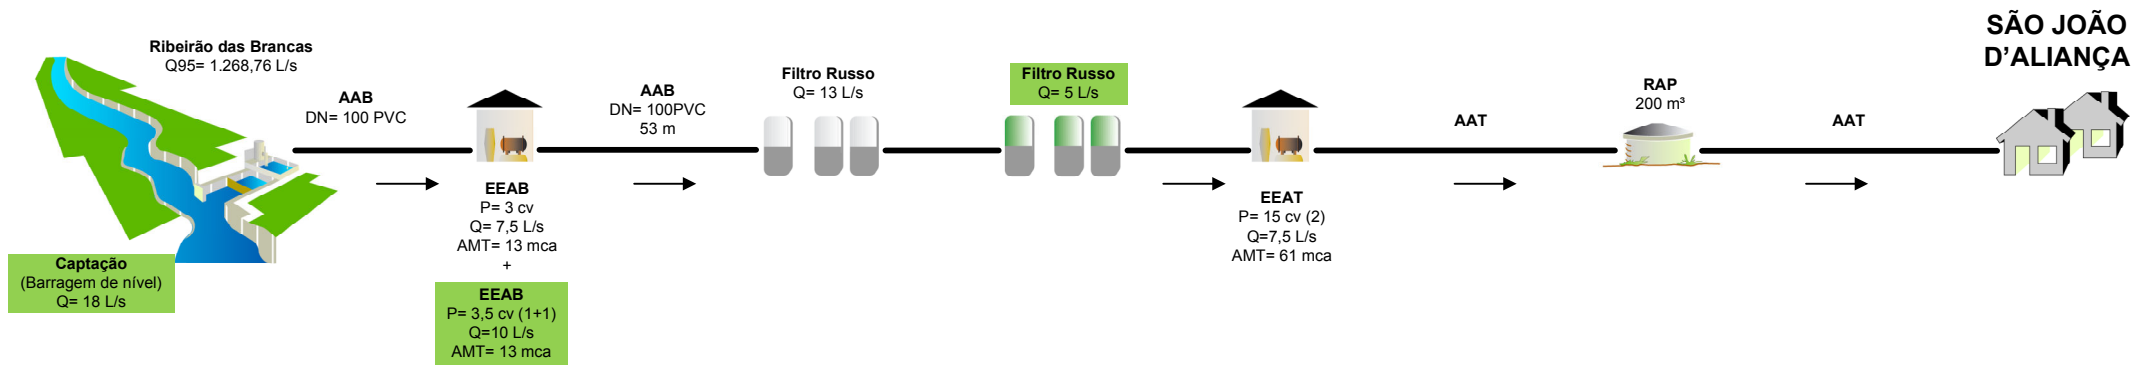 Ribeirão das Brancas
Q95= 1.268,76 L/s
Captação
(Barragem de nível)
Q= 18 L/s
AAB
DN= 100 PVC
EEAB
P= 3 cv
Q= 7,5 L/s
AMT= 13 mca
+
EEAB
P= 3,5 cv (1+1)
Q=10 L/s
AMT= 13 mca
AAB
DN= 100PVC
53 m
Filtro Russo
Q= 13 L/s
Filtro Russo
Q= 5 L/s
EEAT
P= 15 cv (2)
Q=7,5 L/s
AMT= 61 mca
AAT
RAP
200 m³
AAT
SÃO JOÃO
D’ALIANÇA